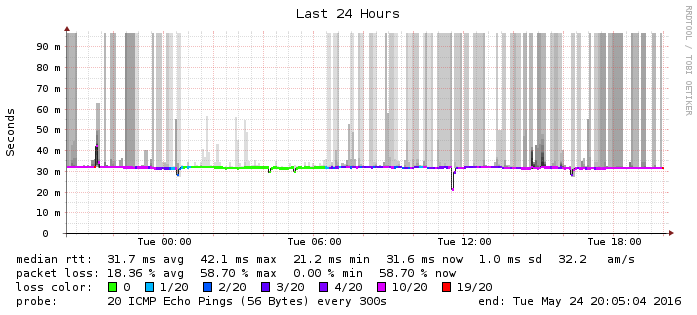 Last 24 Hours
RRDTOOL / TOBI OETIKER
Seconds
90 m
80 m
70 m
60 m
50 m
40 m
30 m
20 m
10 m
0
Tue 00:00 Tue 06:00 Tue 12:00 Tue 18:00
median rtt: 31.7 ms avg 42.1 ms max 21.2 ms min 31.6 ms now 1.0 ms sd 32.2 am/s
packet loss: 18.36 % avg 58.70 % max 0.00 % min 58.70 % now
loss color: 0 1/20 2/20 3/20 4/20 10/20 19/20
probe: 20 ICMP Echo Pings (56 Bytes) every 300s end: Tue May 24 20:05:04 2016